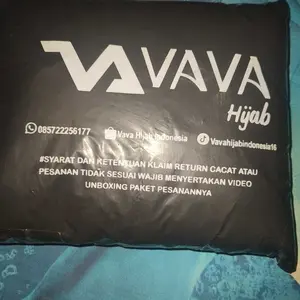 VAVA
Hijab
085722256177 Vava Hijab Indonesia Vavahijabindonesia16
#SYARAT DAN KETENTUAN KLAIM RETURN CACAT ATAU
PESANAN TIDAK SESUAI WAJIB MENYERTAKAN VIDEO
UNBOXING PAKET PESANANNYA